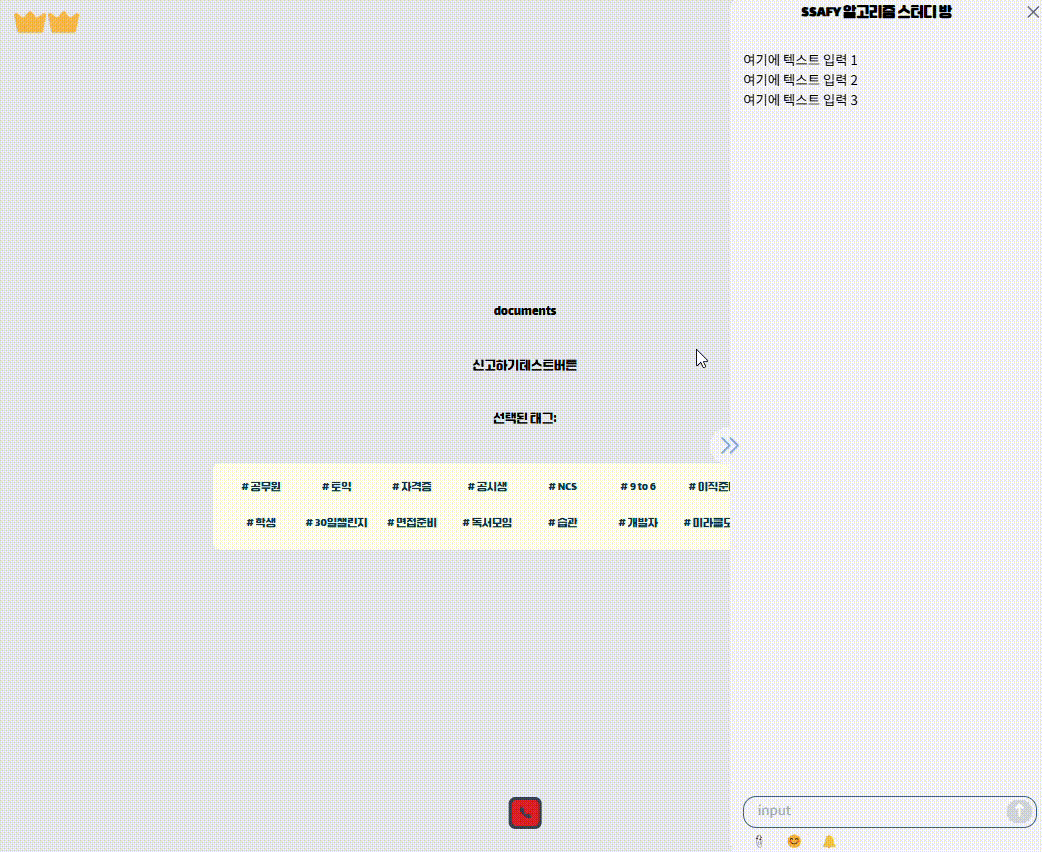 SSAFY 알고리즘 스터디 방
여기에 텍스트 입력 1
여기에 텍스트 입력 2
여기에 텍스트 입력 3
documents
신고하기테스트버튼
선택된 태그:
# 공무원 # 토익 # 자격증 # 공시생 # NCS # 9 to 6 # 이직준
# 학생 # 30일챌린지 # 면접준비 # 독서모임 # 습관 # 개발자 # 미라클
input